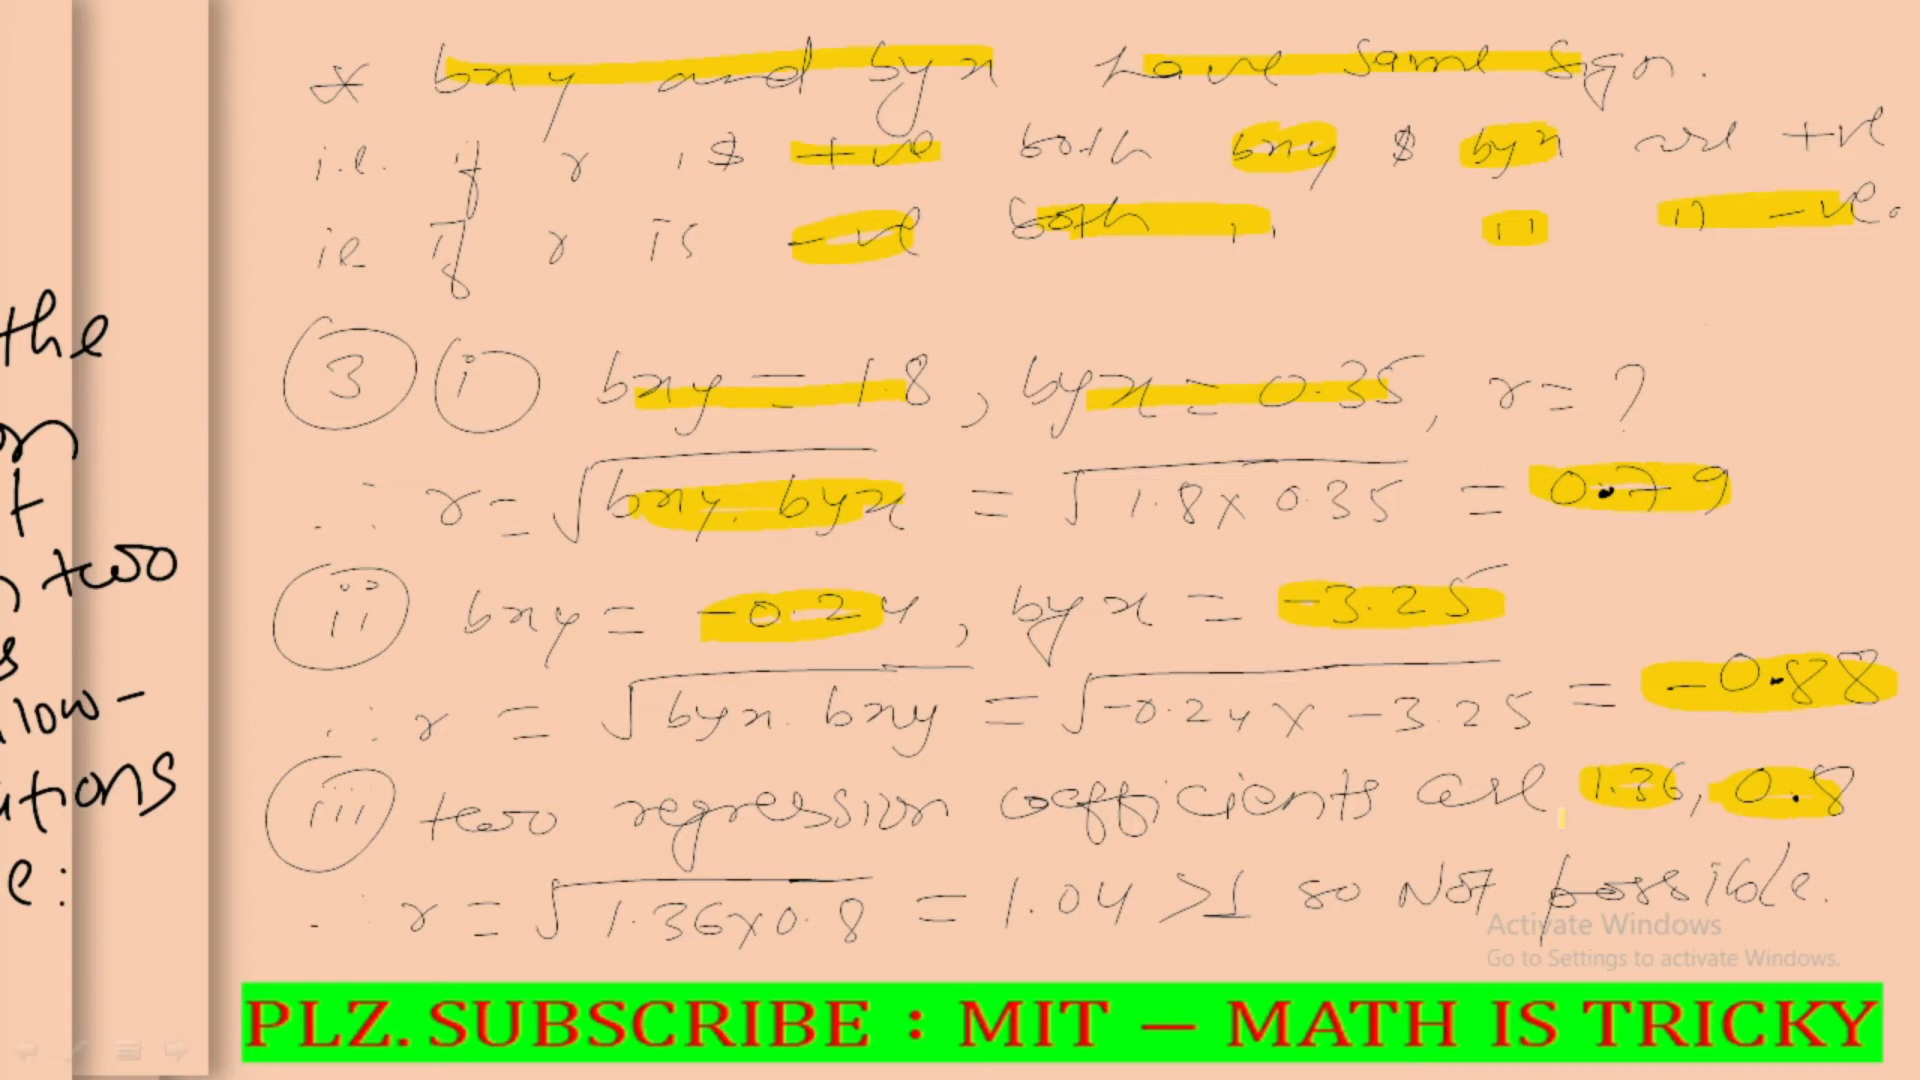 * bxy and byx have same sign.
i.e. if r is +ve both bxy & byx are +ve
ie if r is -ve both ,, ,, ,, -ve.
the
on
t
two
s
low-
ations
e:
③ ⓘ bxy = 1.8, byx = 0.35, r = ?
∴ r = √bxy. byx = √1.8 x 0.35 = 0.79
ii bxy = -0.24, byx = -3.25
∴ r = √byx. bxy = √-0.24 x -3.25 = -0.88
iii two regression coefficients are 1.36, 0.8
∴ r = √1.36 x 0.8 = 1.04 >1 so Not possible.
Activate Windows
Go to Settings to activate Windows.
PLZ. SUBSCRIBE : MIT – MATH IS TRICKY